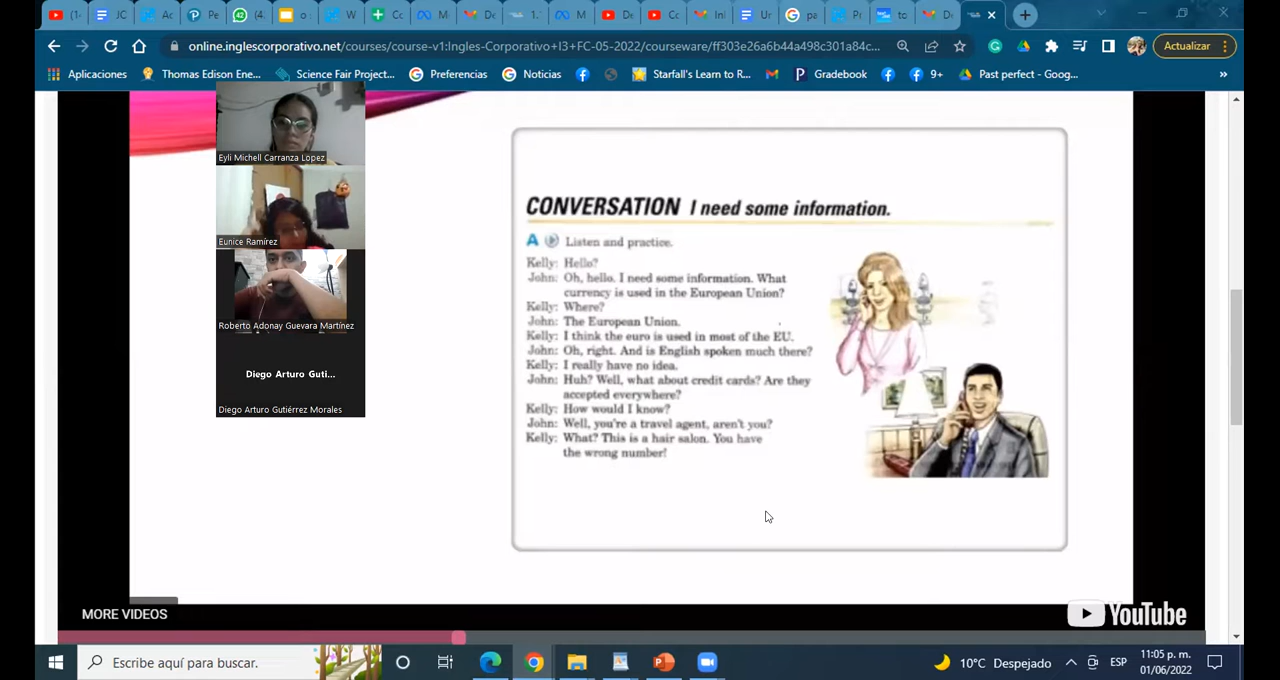 online.inglescorporativo.net/courses/course-v1:Ingles-Corporativo+I3+FC-05-2022/courseware/ff303e26a6b44a498c301a84c...
Actualizar
Aplicaciones
Thomas Edison Ene...
Science Fair Project...
Preferencias
Noticias
Starfall's Learn to R...
Gradebook
9+
Past perfect - Goog...
»
Eyli Michell Carranza Lopez
Eunice Ramírez
Roberto Adonay Guevara Martínez
Diego Arturo Guti...
Diego Arturo Gutiérrez Morales
CONVERSATION I need some information.
A Listen and practice.
Kelly: Hello?
John: Oh, hello. I need some information. What
currency is used in the European Union?
Kelly: Where?
John: The European Union.
Kelly: I think the euro is used in most of the EU.
John: Oh, right. And is English spoken much there?
Kelly: I really have no idea.
John: Huh? Well, what about credit cards? Are they
accepted everywhere?
Kelly: How would I know?
John: Well, you're a travel agent, aren't you?
Kelly: What? This is a hair salon. You have
the wrong number!
MORE VIDEOS
YouTube
Escribe aquí para buscar.
10°C Despejado
ESP
11:05 p. m.
01/06/2022